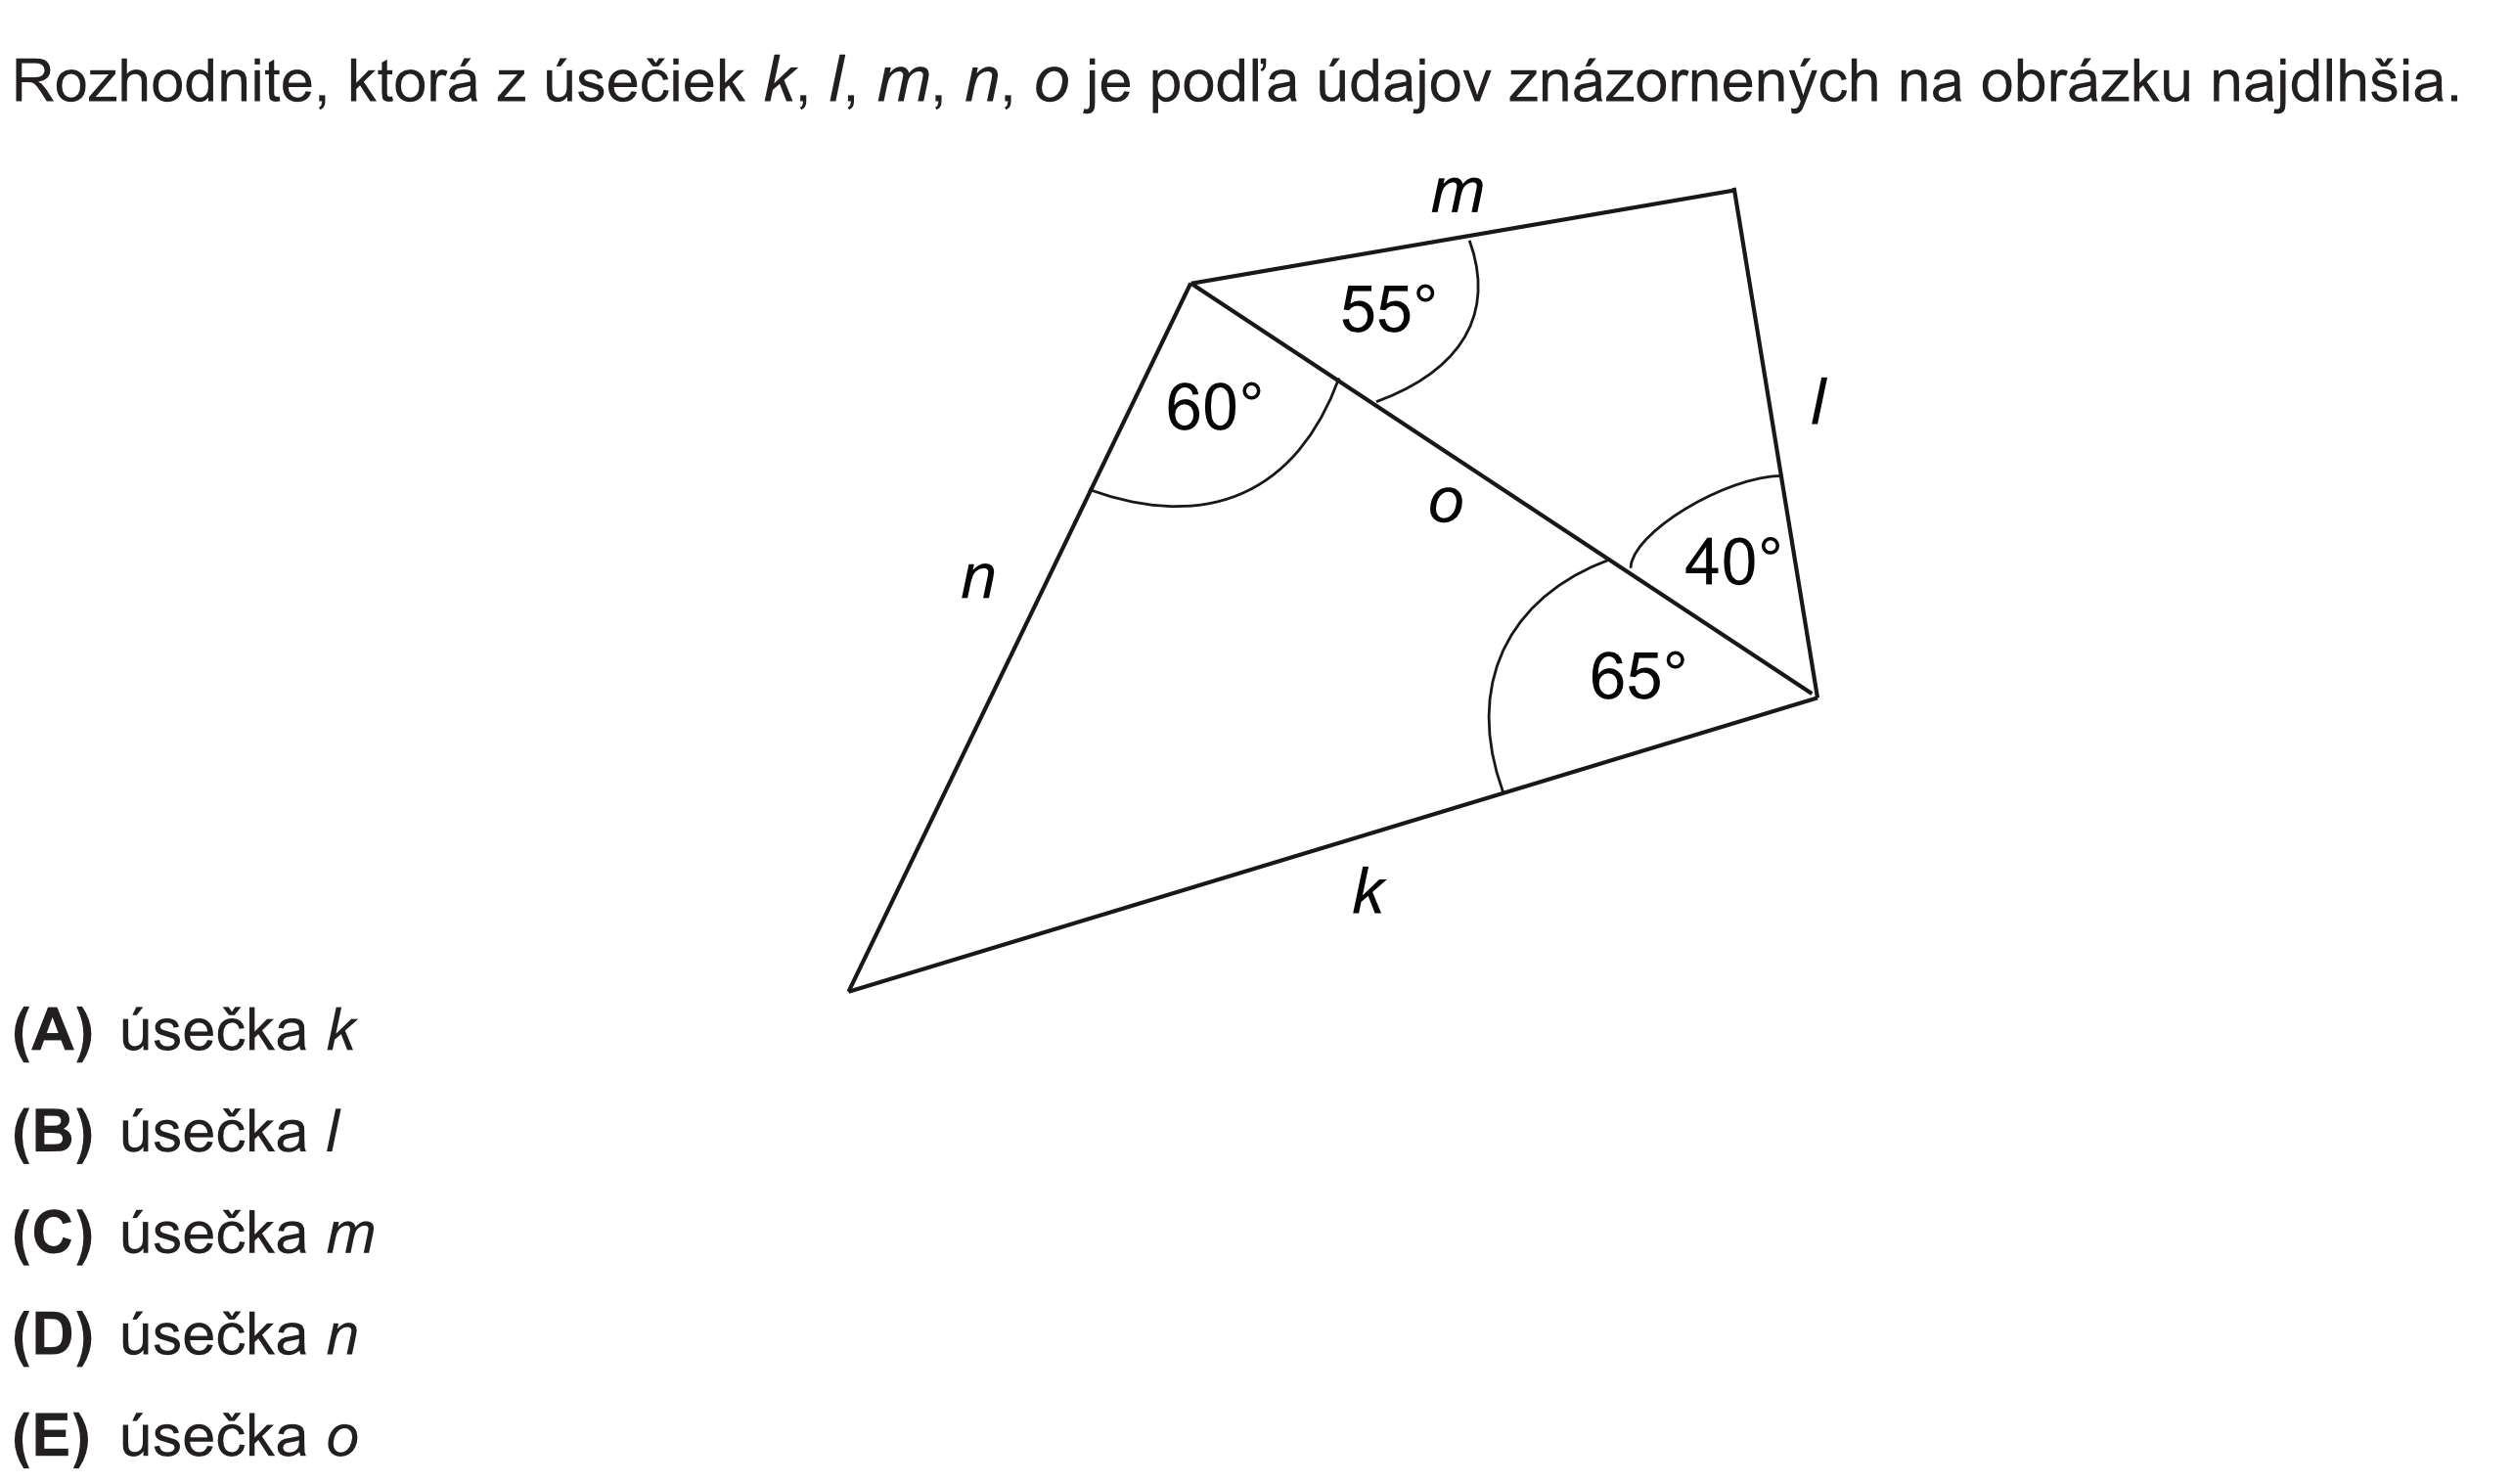 Rozhodnite, ktorá z úsečiek k, l, m, n, o je podľa údajov znázornených na obrázku najdlhšia.
m
55°
60°
l
o
40°
n
65°
k
(A) úsečka k
(B) úsečka l
(C) úsečka m
(D) úsečka n
(E) úsečka o